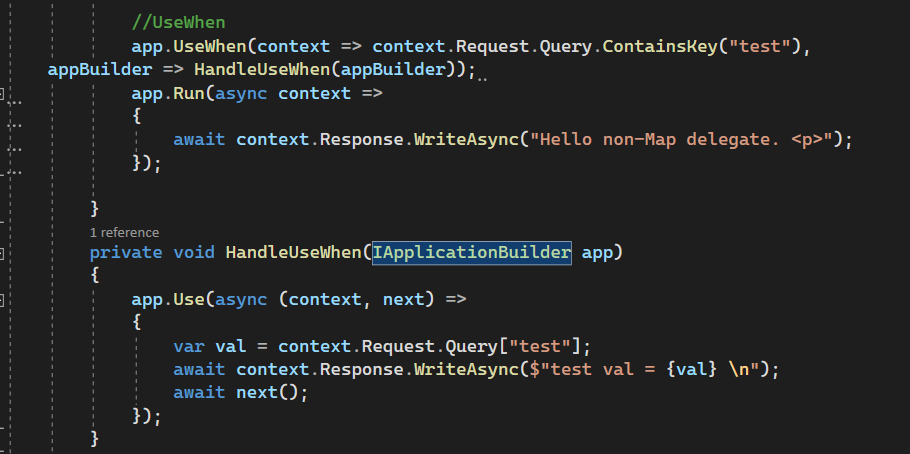 //UseWhen
app.UseWhen(context => context.Request.Query.ContainsKey("test"),
appBuilder => HandleUseWhen(appBuilder));
app.Run(async context =>
{
await context.Response.WriteAsync("Hello non-Map delegate. <p>");
});
}
1 reference
private void HandleUseWhen(IApplicationBuilder app)
{
app.Use(async (context, next) =>
{
var val = context.Request.Query["test"];
await context.Response.WriteAsync($"test val = {val} \n");
await next();
});
}